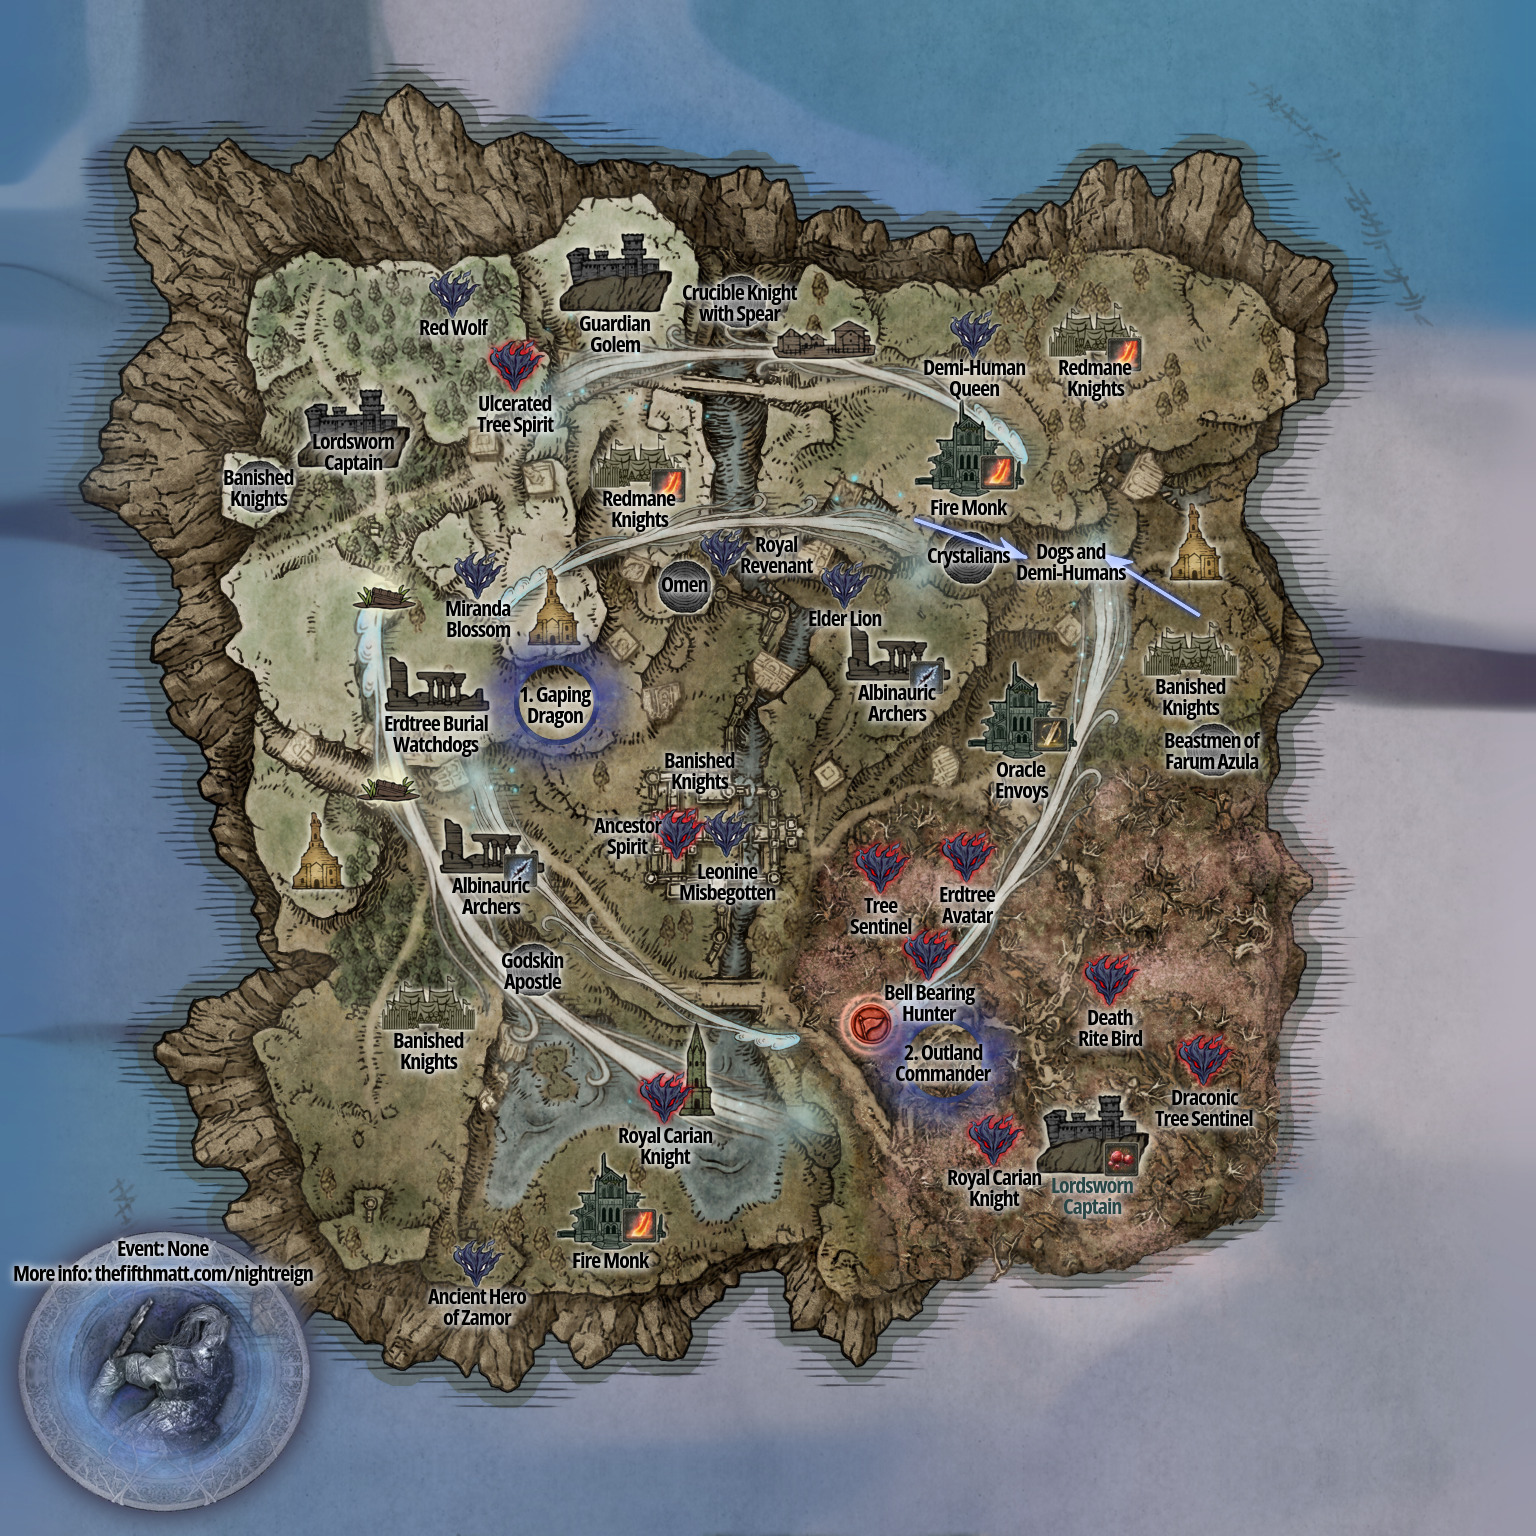 Red Wolf
Guardian
Golem
Crucible Knight
with Spear
Ulcerated
Tree Spirit
Demi-Human
Queen
Redmane
Knights
Lordsworn
Captain
Banished
Knights
Redmane
Knights
Fire Monk
Royal
Revenant
Crystalians
Dogs and
Demi-Humans
Omen
Miranda
Blossom
Elder Lion
Erdtree Burial
Watchdogs
1. Gaping
Dragon
Albinauric
Archers
Banished
Knights
Beastmen of
Farum Azula
Banished
Knights
Oracle
Envoys
Ancestor
Spirit
Leonine
Misbegotten
Albinauric
Archers
Tree
Sentinel
Erdtree
Avatar
Godskin
Apostle
Bell Bearing
Hunter
Death
Rite Bird
Banished
Knights
2. Outland
Commander
Draconic
Tree Sentinel
Royal Carian
Knight
Royal Carian
Knight
Lordsworn
Captain
Fire Monk
Ancient Hero
of Zamor
Event: None
More info: thefifthmatt.com/nightreign